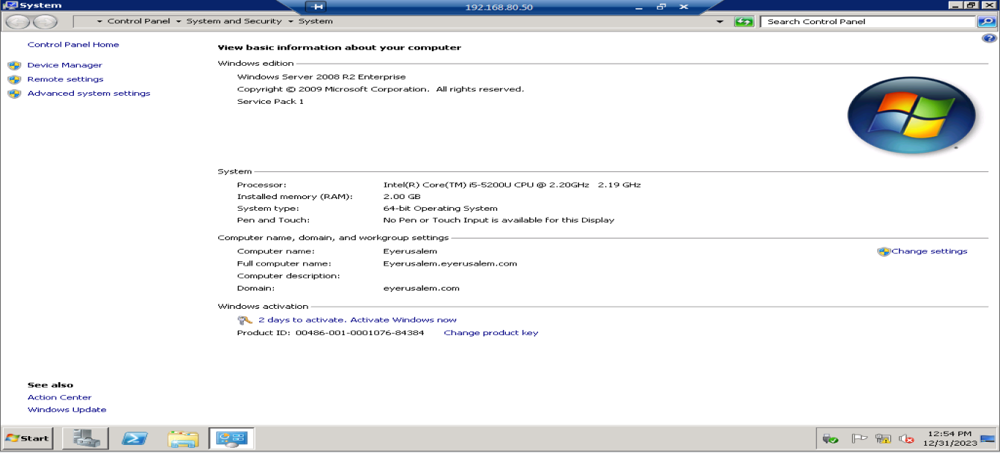 System
192.168.80.50
Control Panel System and Security System
Search Control Panel
Control Panel Home
Device Manager
Remote settings
Advanced system settings
View basic information about your computer
Windows edition
Windows Server 2008 R2 Enterprise
Copyright © 2009 Microsoft Corporation. All rights reserved.
Service Pack 1
System
Processor: Intel(R) Core(TM) i5-5200U CPU @ 2.20GHz 2.19 GHz
Installed memory (RAM): 2.00 GB
System type: 64-bit Operating System
Pen and Touch: No Pen or Touch Input is available for this Display
Computer name, domain, and workgroup settings
Computer name: Eyerusalem
Change settings
Full computer name: Eyerusalem.eyerusalem.com
Computer description:
Domain: eyerusalem.com
Windows activation
2 days to activate. Activate Windows now
Product ID: 00486-001-0001076-84384 Change product key
See also
Action Center
Windows Update
Start
12:54 PM
12/31/2023